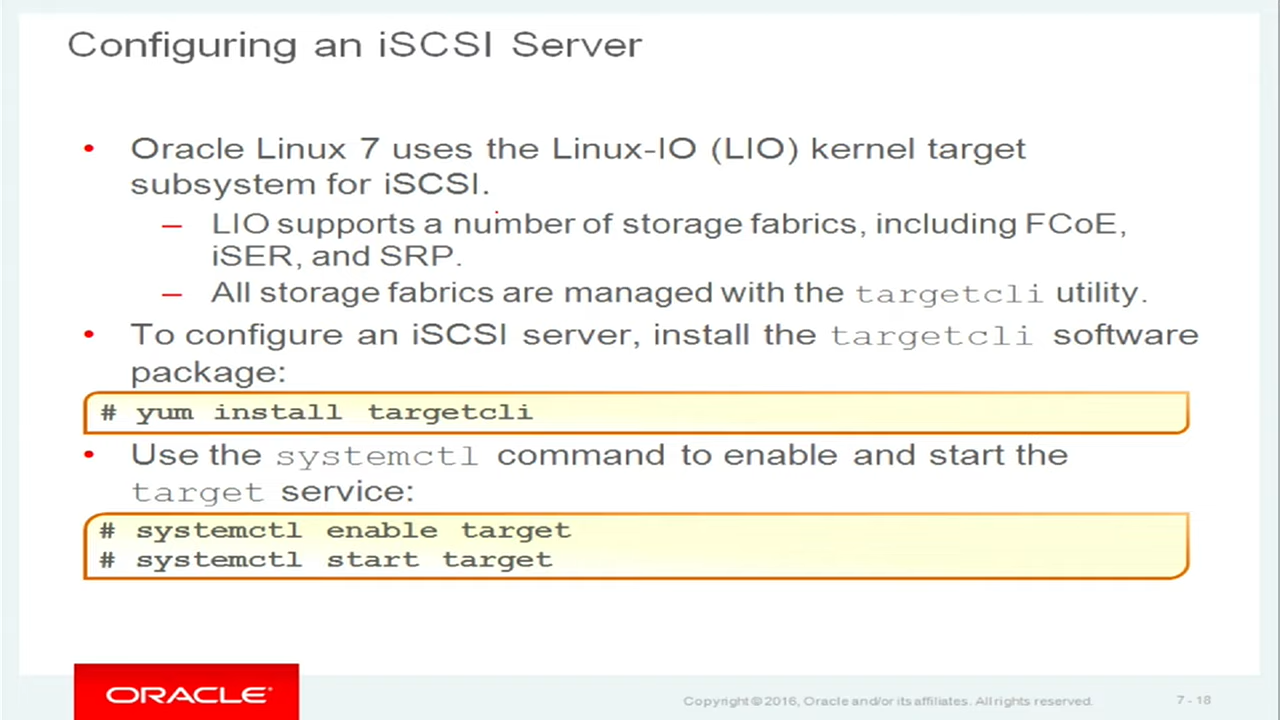 Configuring an iSCSI Server
• Oracle Linux 7 uses the Linux-IO (LIO) kernel target
subsystem for iSCSI.
– LIO supports a number of storage fabrics, including FCoE,
iSER, and SRP.
– All storage fabrics are managed with the targetcli utility.
• To configure an iSCSI server, install the targetcli software
package:
# yum install targetcli
• Use the systemctl command to enable and start the
target service:
# systemctl enable target
# systemctl start target
ORACLE
Copyright © 2016, Oracle and/or its affiliates. All rights reserved.
7 - 18